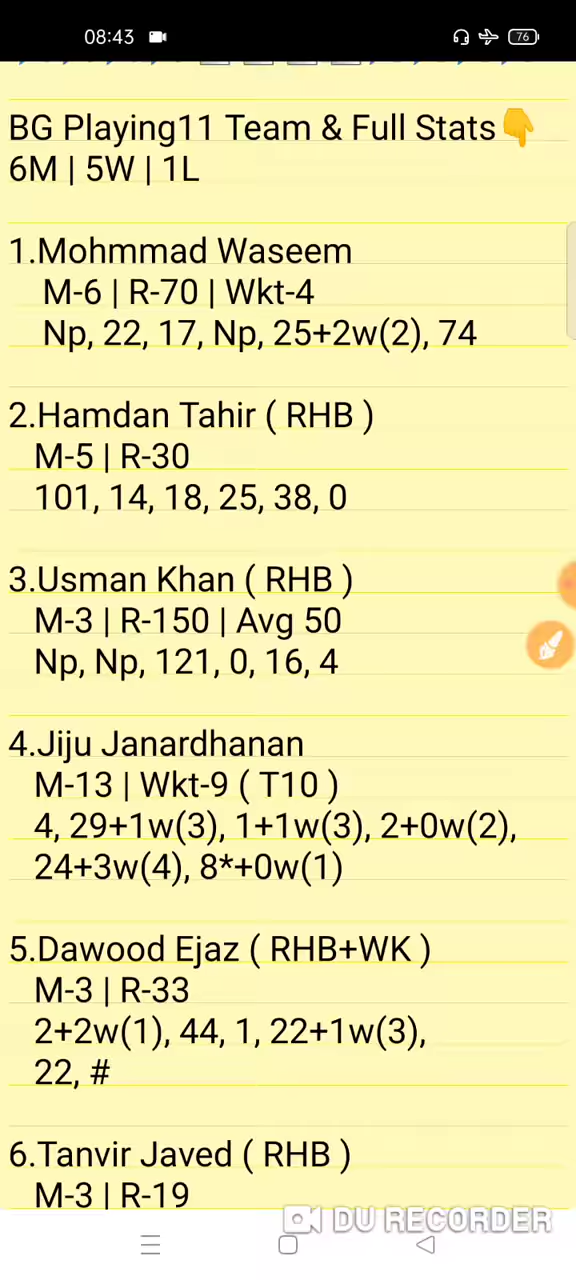 08:43
76
BG Playing11 Team & Full Stats👇
6M | 5W | 1L
1.Mohmmad Waseem
M-6 | R-70 | Wkt-4
Np, 22, 17, Np, 25+2w(2), 74
2.Hamdan Tahir ( RHB )
M-5 | R-30
101, 14, 18, 25, 38, 0
3.Usman Khan ( RHB )
M-3 | R-150 | Avg 50
Np, Np, 121, 0, 16, 4
4.Jiju Janardhanan
M-13 | Wkt-9 ( T10 )
4, 29+1w(3), 1+1w(3), 2+0w(2),
24+3w(4), 8*+0w(1)
5.Dawood Ejaz ( RHB+WK )
M-3 | R-33
2+2w(1), 44, 1, 22+1w(3),
22, #
6.Tanvir Javed ( RHB )
M-3 | R-19
DU RECORDER